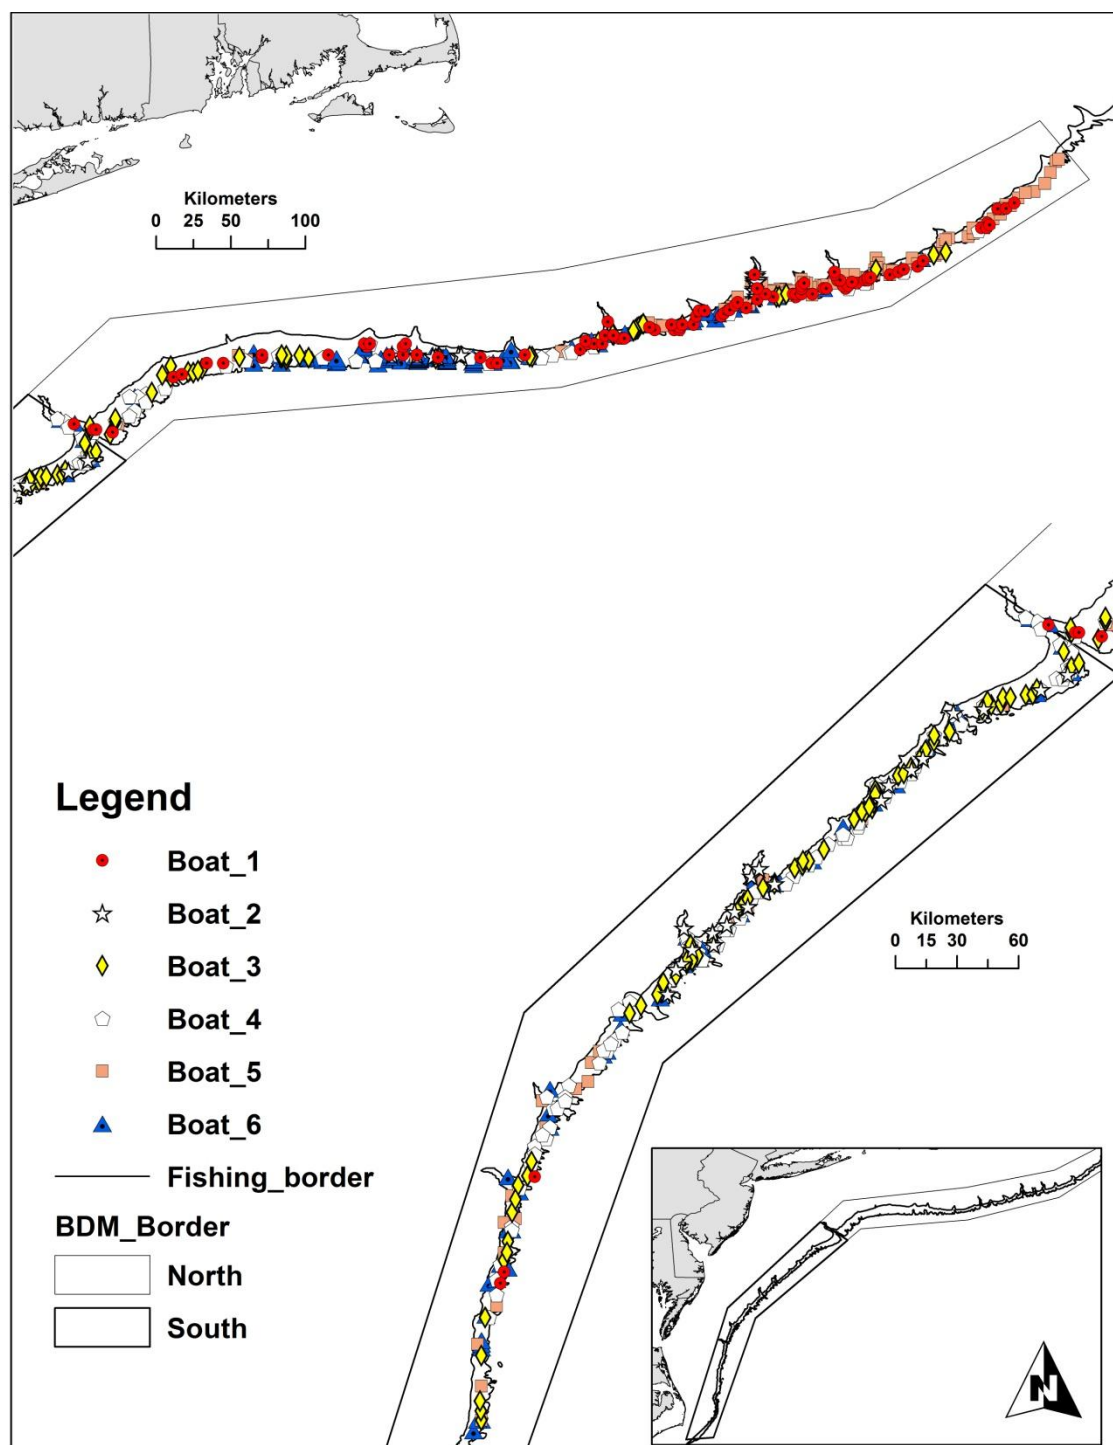 Kilometers
0 25 50 100
Legend
Boat_1
Boat_2
Boat_3
Boat_4
Boat_5
Boat_6
Fishing_border
BDM_Border
North
South
Kilometers
0 15 30 60
N